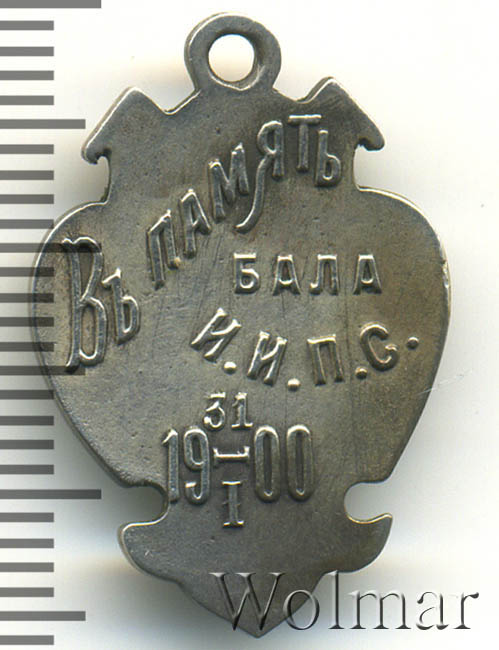 Въ ПАМЯТЬ
БАЛА
И.И.П.С.
31
19 00
I
Wolmar